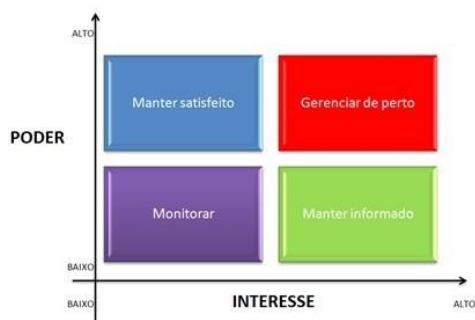 ALTO
Manter satisfeito
Gerenciar de perto
PODER
Monitorar
Manter informado
BAIXO
BAIXO
INTERESSE
ALTO